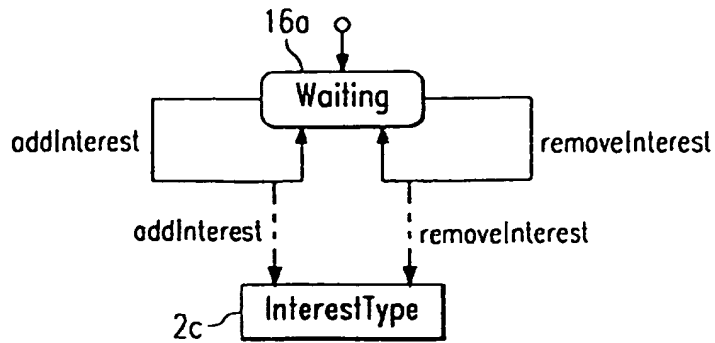 16a
Waiting
addInterest
removeInterest
addInterest
removeInterest
InterestType
2c